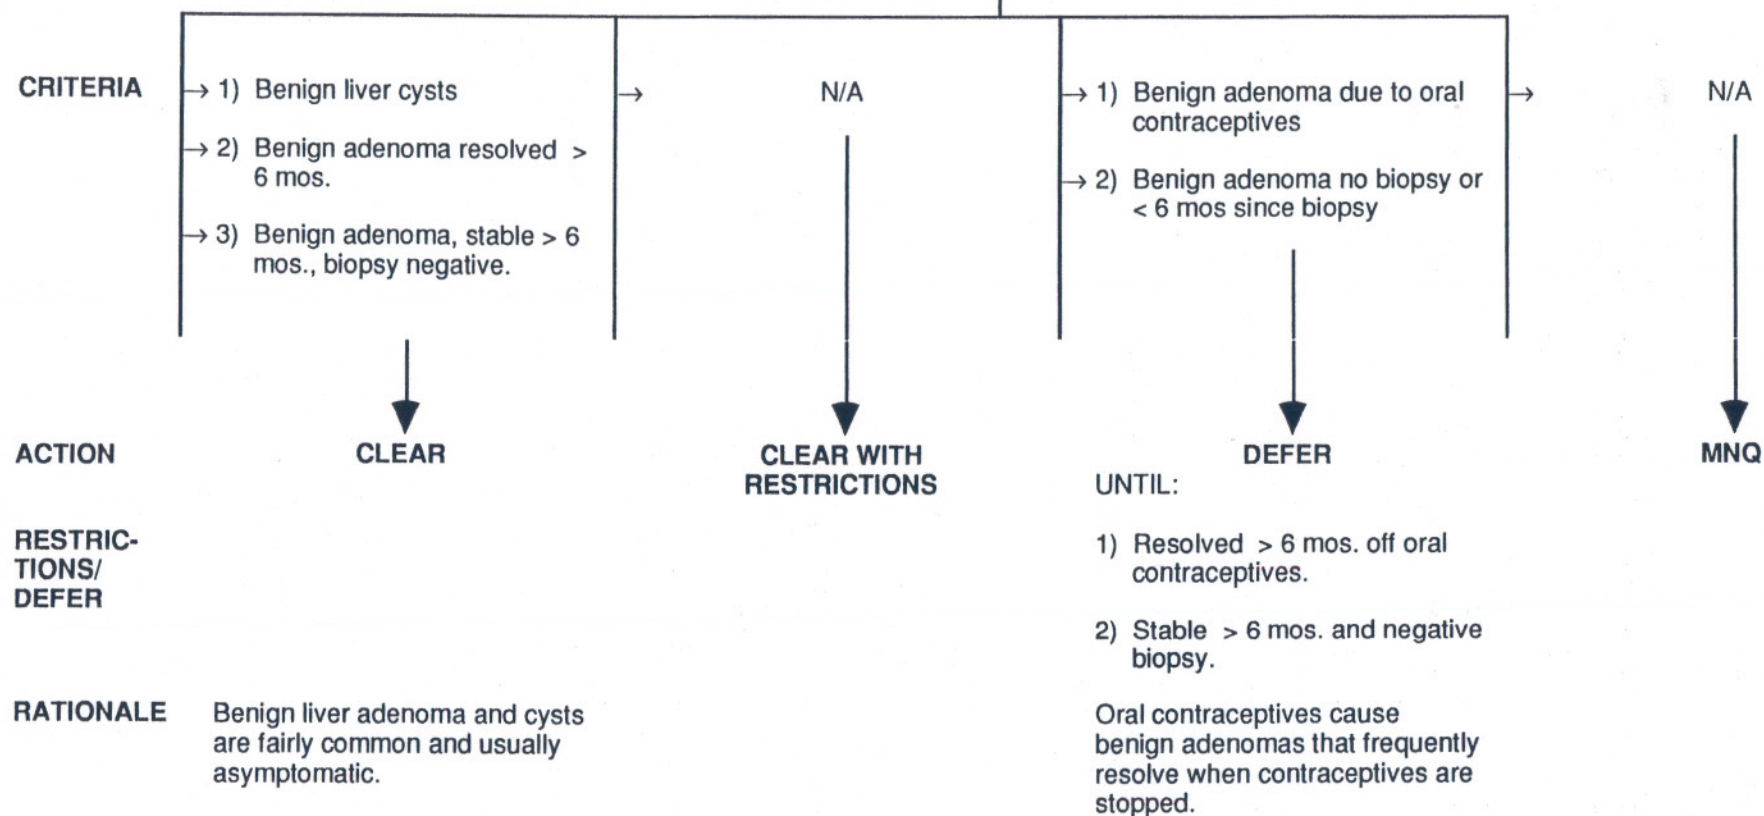 CRITERIA
→ 1) Benign liver cysts
→ 2) Benign adenoma resolved >
6 mos.
→ 3) Benign adenoma, stable > 6
mos., biopsy negative.
→ N/A
→ 1) Benign adenoma due to oral
contraceptives
→ 2) Benign adenoma no biopsy or
< 6 mos since biopsy
→ N/A
ACTION
CLEAR
CLEAR WITH
RESTRICTIONS
DEFER
MNQ
RESTRIC-
TIONS/
DEFER
UNTIL:
1) Resolved > 6 mos. off oral
contraceptives.
2) Stable > 6 mos. and negative
biopsy.
RATIONALE
Benign liver adenoma and cysts
are fairly common and usually
asymptomatic.
Oral contraceptives cause
benign adenomas that frequently
resolve when contraceptives are
stopped.